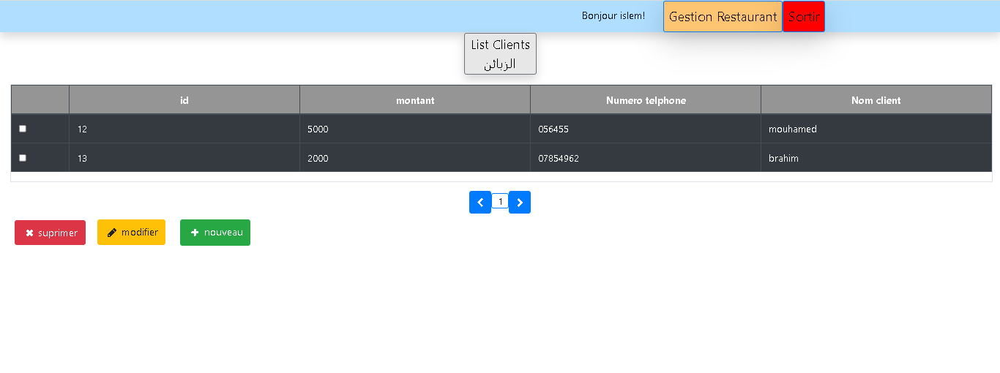 Bonjour islem! Gestion Restaurant Sortir
List Clients
الزبائن
id montant Numero telphone Nom client
12 5000 056455 mouhamed
13 2000 07854962 brahim
1
suprimer modifier nouveau